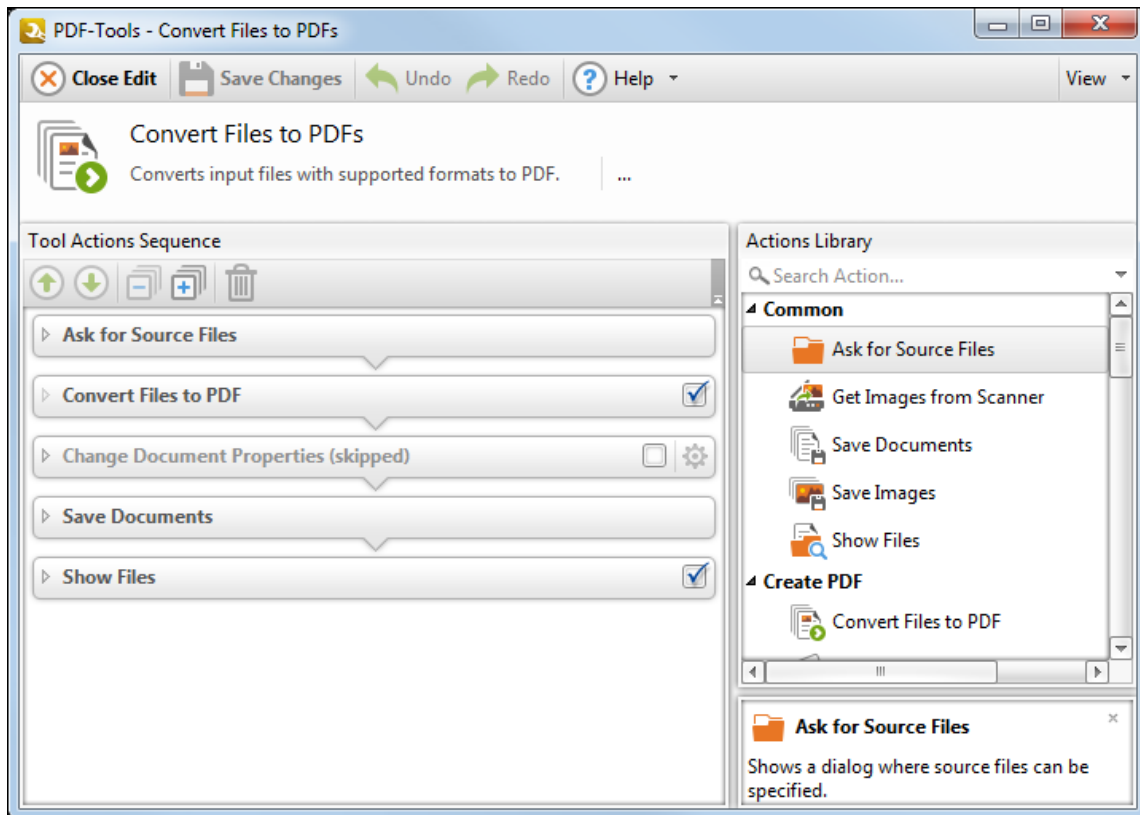 PDF-Tools - Convert Files to PDFs
Close Edit Save Changes Undo Redo Help View
Convert Files to PDFs
Converts input files with supported formats to PDF. ...
Tool Actions Sequence
Ask for Source Files
Convert Files to PDF
Change Document Properties (skipped)
Save Documents
Show Files
Actions Library
Search Action...
Common
Ask for Source Files
Get Images from Scanner
Save Documents
Save Images
Show Files
Create PDF
Convert Files to PDF
Ask for Source Files
Shows a dialog where source files can be
specified.